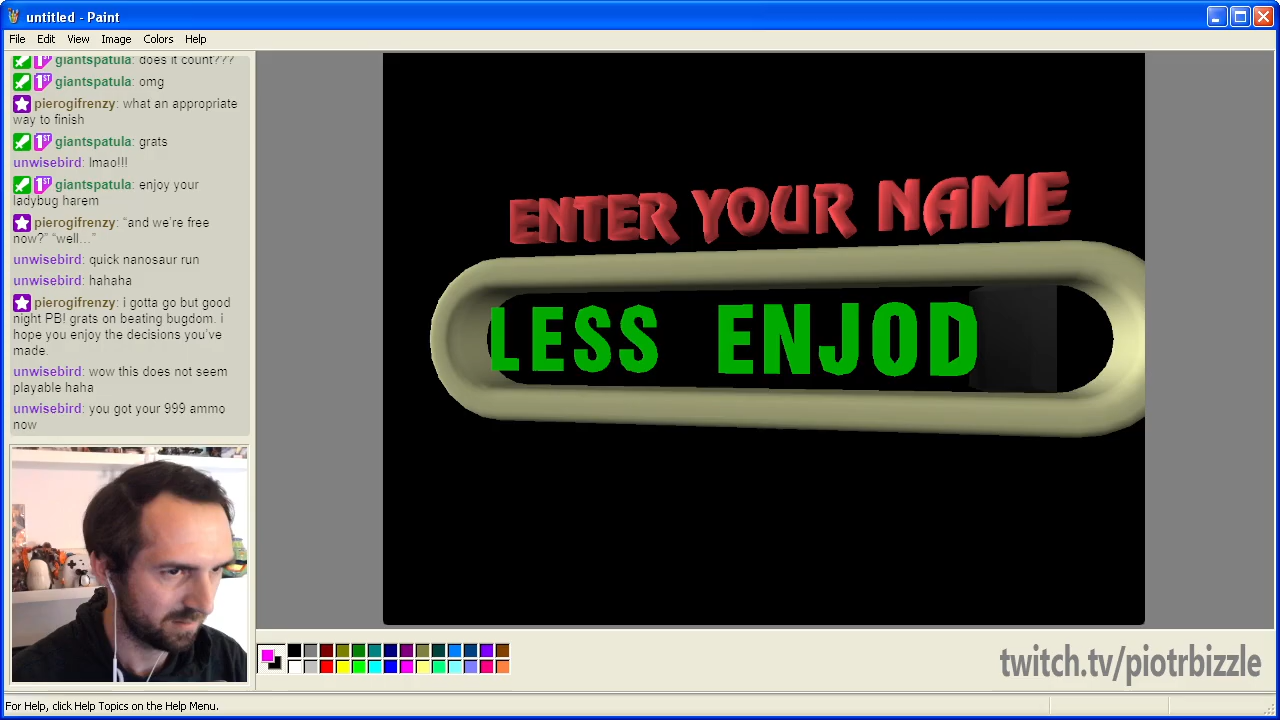 untitled - Paint
File Edit View Image Colors Help
giantspatula: does it count???
giantspatula: omg
pierogifrenzy: what an appropriate
way to finish
giantspatula: grats
unwisebird: lmao!!!
giantspatula: enjoy your
ladybug harem
pierogifrenzy: “and we’re free
now?” “well…”
unwisebird: quick nanosaur run
unwisebird: hahaha
pierogifrenzy: i gotta go but good
night PB! grats on beating bugdom. i
hope you enjoy the decisions you’ve
made.
unwisebird: wow this does not seem
playable haha
unwisebird: you got your 999 ammo
now
ENTER YOUR NAME
LESS ENJOD
twitch.tv/piotrbizzle
For Help, click Help Topics on the Help Menu.